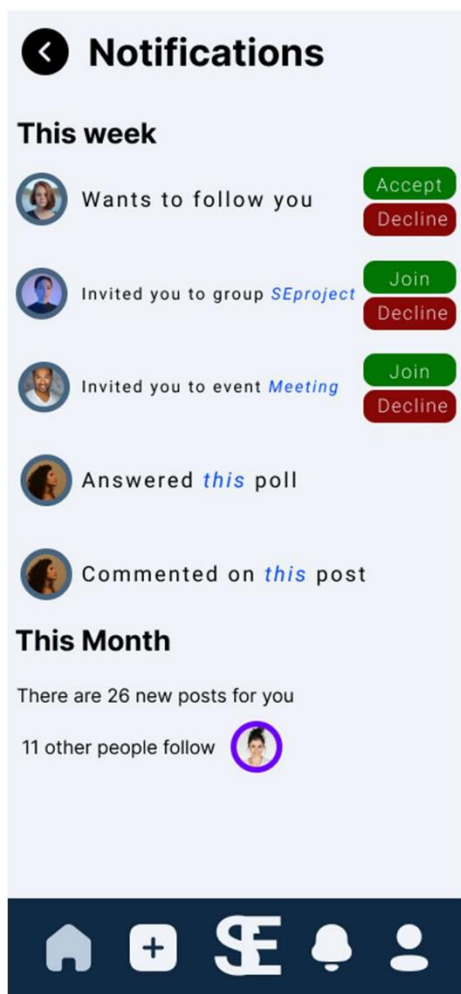 Notifications
This week
Wants to follow you
Accept
Decline
Invited you to group SEproject
Join
Decline
Invited you to event Meeting
Join
Decline
Answered this poll
Commented on this post
This Month
There are 26 new posts for you
11 other people follow
SE